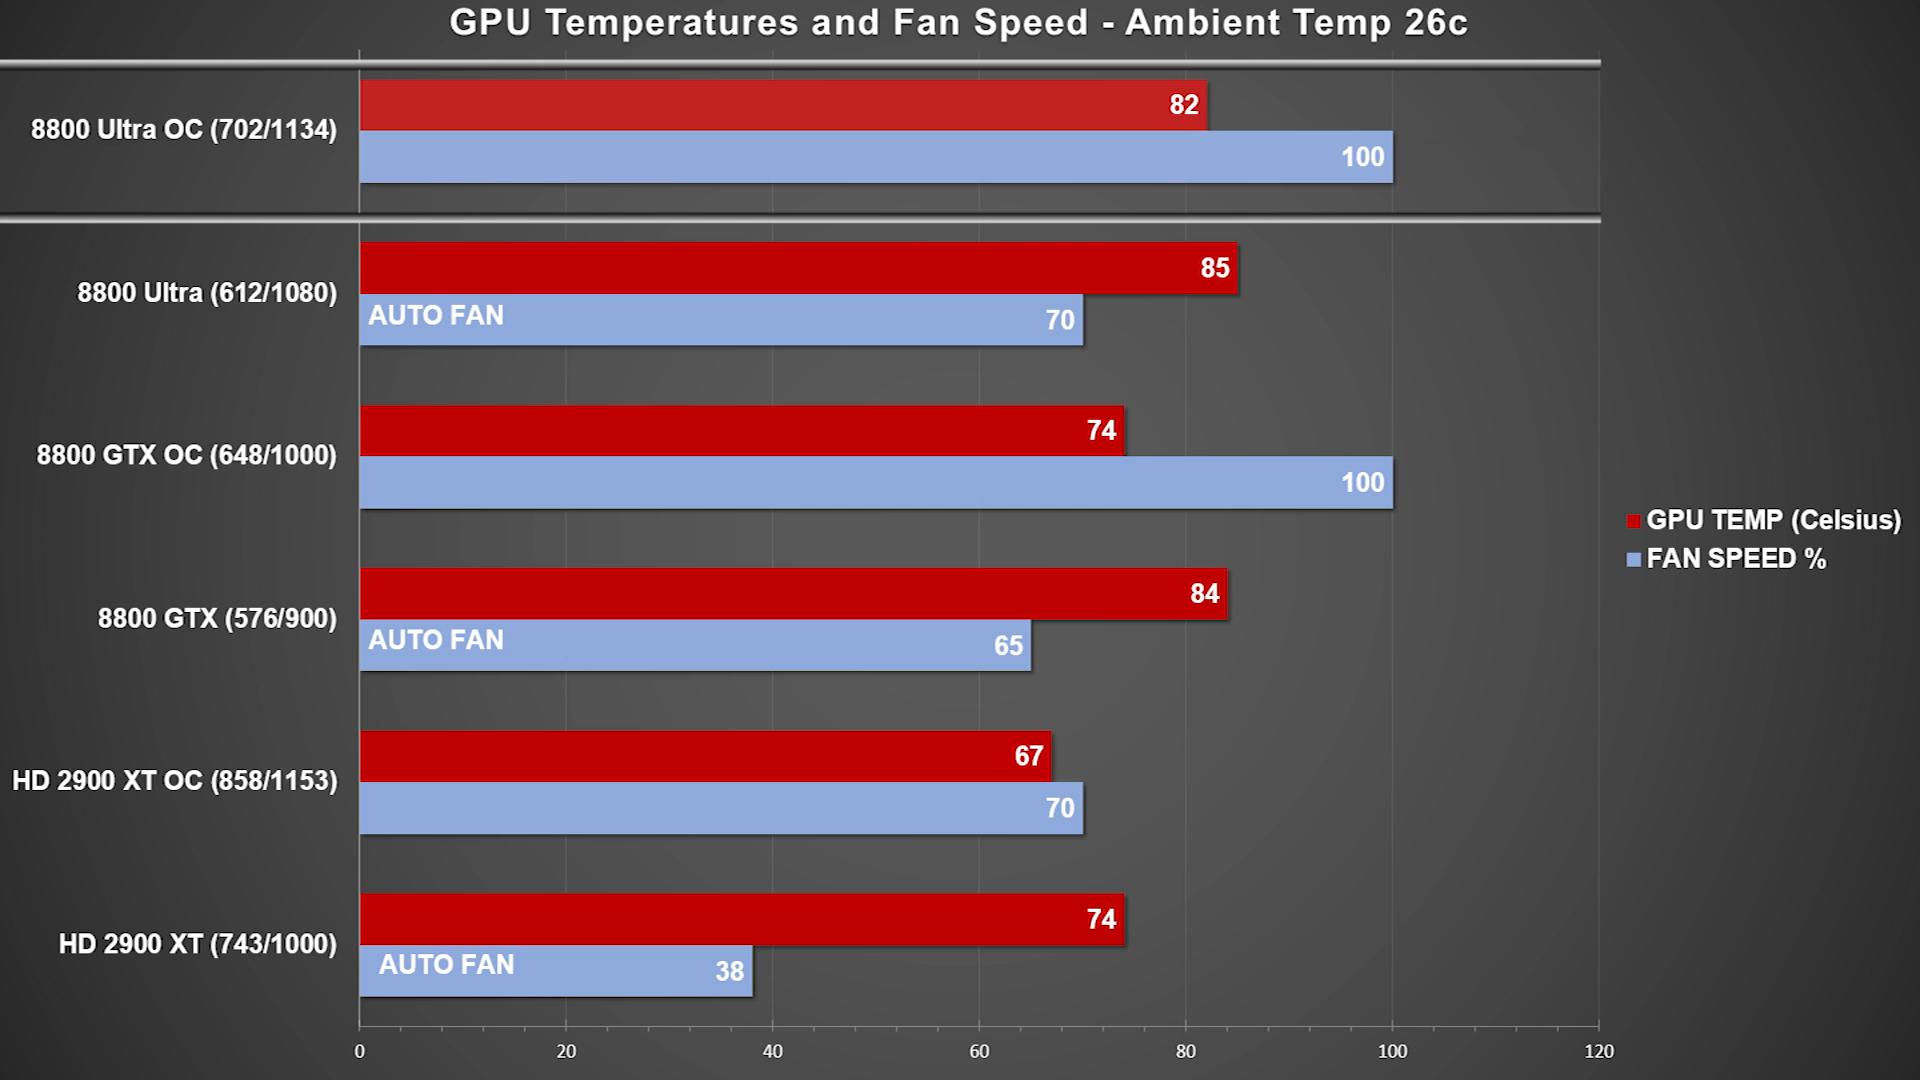 GPU Temperatures and Fan Speed - Ambient Temp 26c
8800 Ultra OC (702/1134)
82
100
8800 Ultra (612/1080)
85
AUTO FAN
70
8800 GTX OC (648/1000)
74
100
8800 GTX (576/900)
84
AUTO FAN
65
HD 2900 XT OC (858/1153)
67
70
HD 2900 XT (743/1000)
74
AUTO FAN
38
0 20 40 60 80 100 120
GPU TEMP (Celsius)
FAN SPEED %